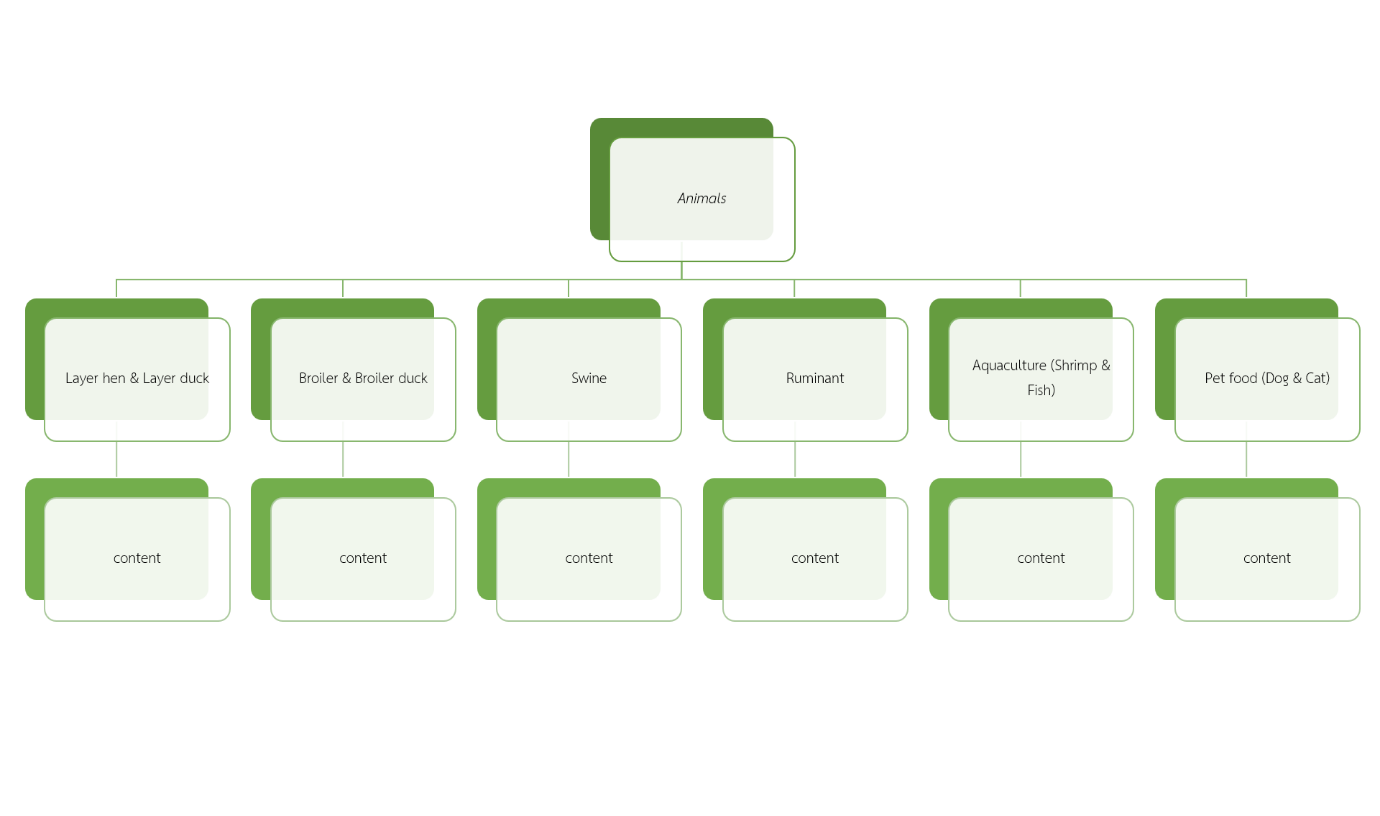 Animals
Layer hen & Layer duck
Broiler & Broiler duck
Swine
Ruminant
Aquaculture (Shrimp &
Fish)
Pet food (Dog & Cat)
content
content
content
content
content
content